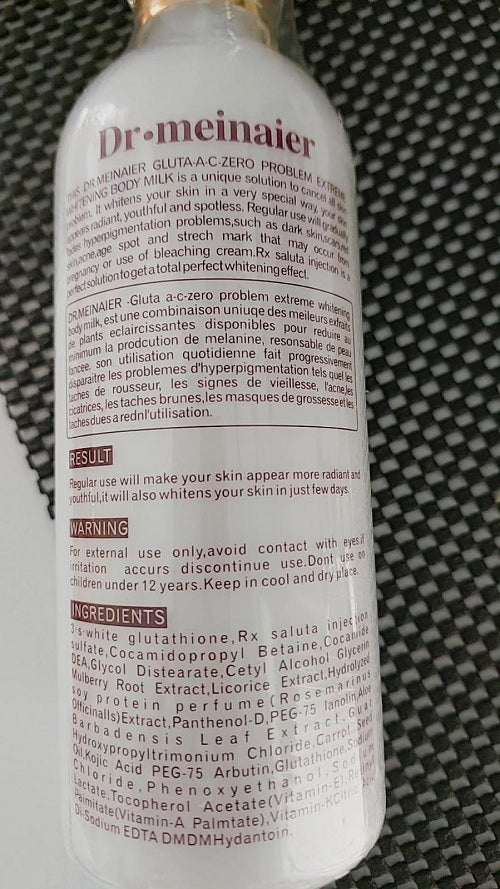 Dr·meinaier
THIS DR.MEINAIER GLUTA-A-C-ZERO PROBLEM EXTREME
WHITENING BODY MILK is a unique solution to cancel all skin
problem. It whitens your skin in a very special way, your skin
appears radiant, youthful and spotless. Regular use will gradually
fades hyperpigmentation problems,such as dark skin,scars,red
skin,acne,age spot and strech mark that may occur from
pregnancy or use of bleaching cream.Rx saluta injection is a
perfect solution to get a total perfect whitening effect.
DR.MEINAIER -Gluta a-c-zero problem extreme whitening
body milk, est une combinaison uniuqe des meileurs extraits
de plants eclaircissantes disponibles pour reduire au
minimum la prodcution de melanine, resonsable de peau
fancee. son utilisation quotidienne fait progressivement
disparaitre les problemes d'hyperpigmentation tels quel les
taches de rousseur, les signes de vieillesse, l'acne,les
cicatrices, les taches brunes,les masques de grossesse et les
taches dues a rednl'utilisation.
RESULT
Regular use will make your skin appear more radiant and
youthful,it will also whitens your skin in just few days.
WARNING
For external use only,avoid contact with eyes.if
irritation accurs discontinue use.Dont use on
children under 12 years.Keep in cool and dry place.
INGREDIENTS
3-s-white glutathione,Rx saluta injection
sulfate,Cocamidopropyl Betaine,Cocamide
DEA,Glycol Distearate,Cetyl Alcohol Glycerin
Mulberry Root Extract,Licorice Extract,Hydrolyzed
soy protein perfume(Rosemarinus
Officinalis)Extract,Panthenol-D,PEG-75 lanolin,Aloe
Barbadensis Leaf Extract,Guar
Hydroxypropyltrimonium Chloride,Carrot Seed
Oil,Kojic Acid PEG-75 Arbutin,Glutathione,Sodium
Chloride,Phenoxyethanol,Sodium
Lactate,Tocopherol Acetate(Vitamin-E),Retinyl
Palmitate(Vitamin-A Palmtate),Vitamin-K,Citric
Di-Sodium EDTA DMDMHydantoin.